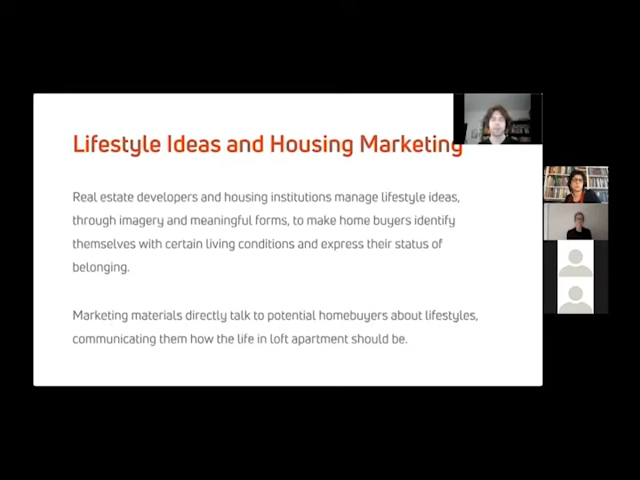 Lifestyle Ideas and Housing Marketing
Real estate developers and housing institutions manage lifestyle ideas,
through imagery and meaningful forms, to make home buyers identify
themselves with certain living conditions and express their status of
belonging.
Marketing materials directly talk to potential homebuyers about lifestyles,
communicating them how the life in loft apartment should be.